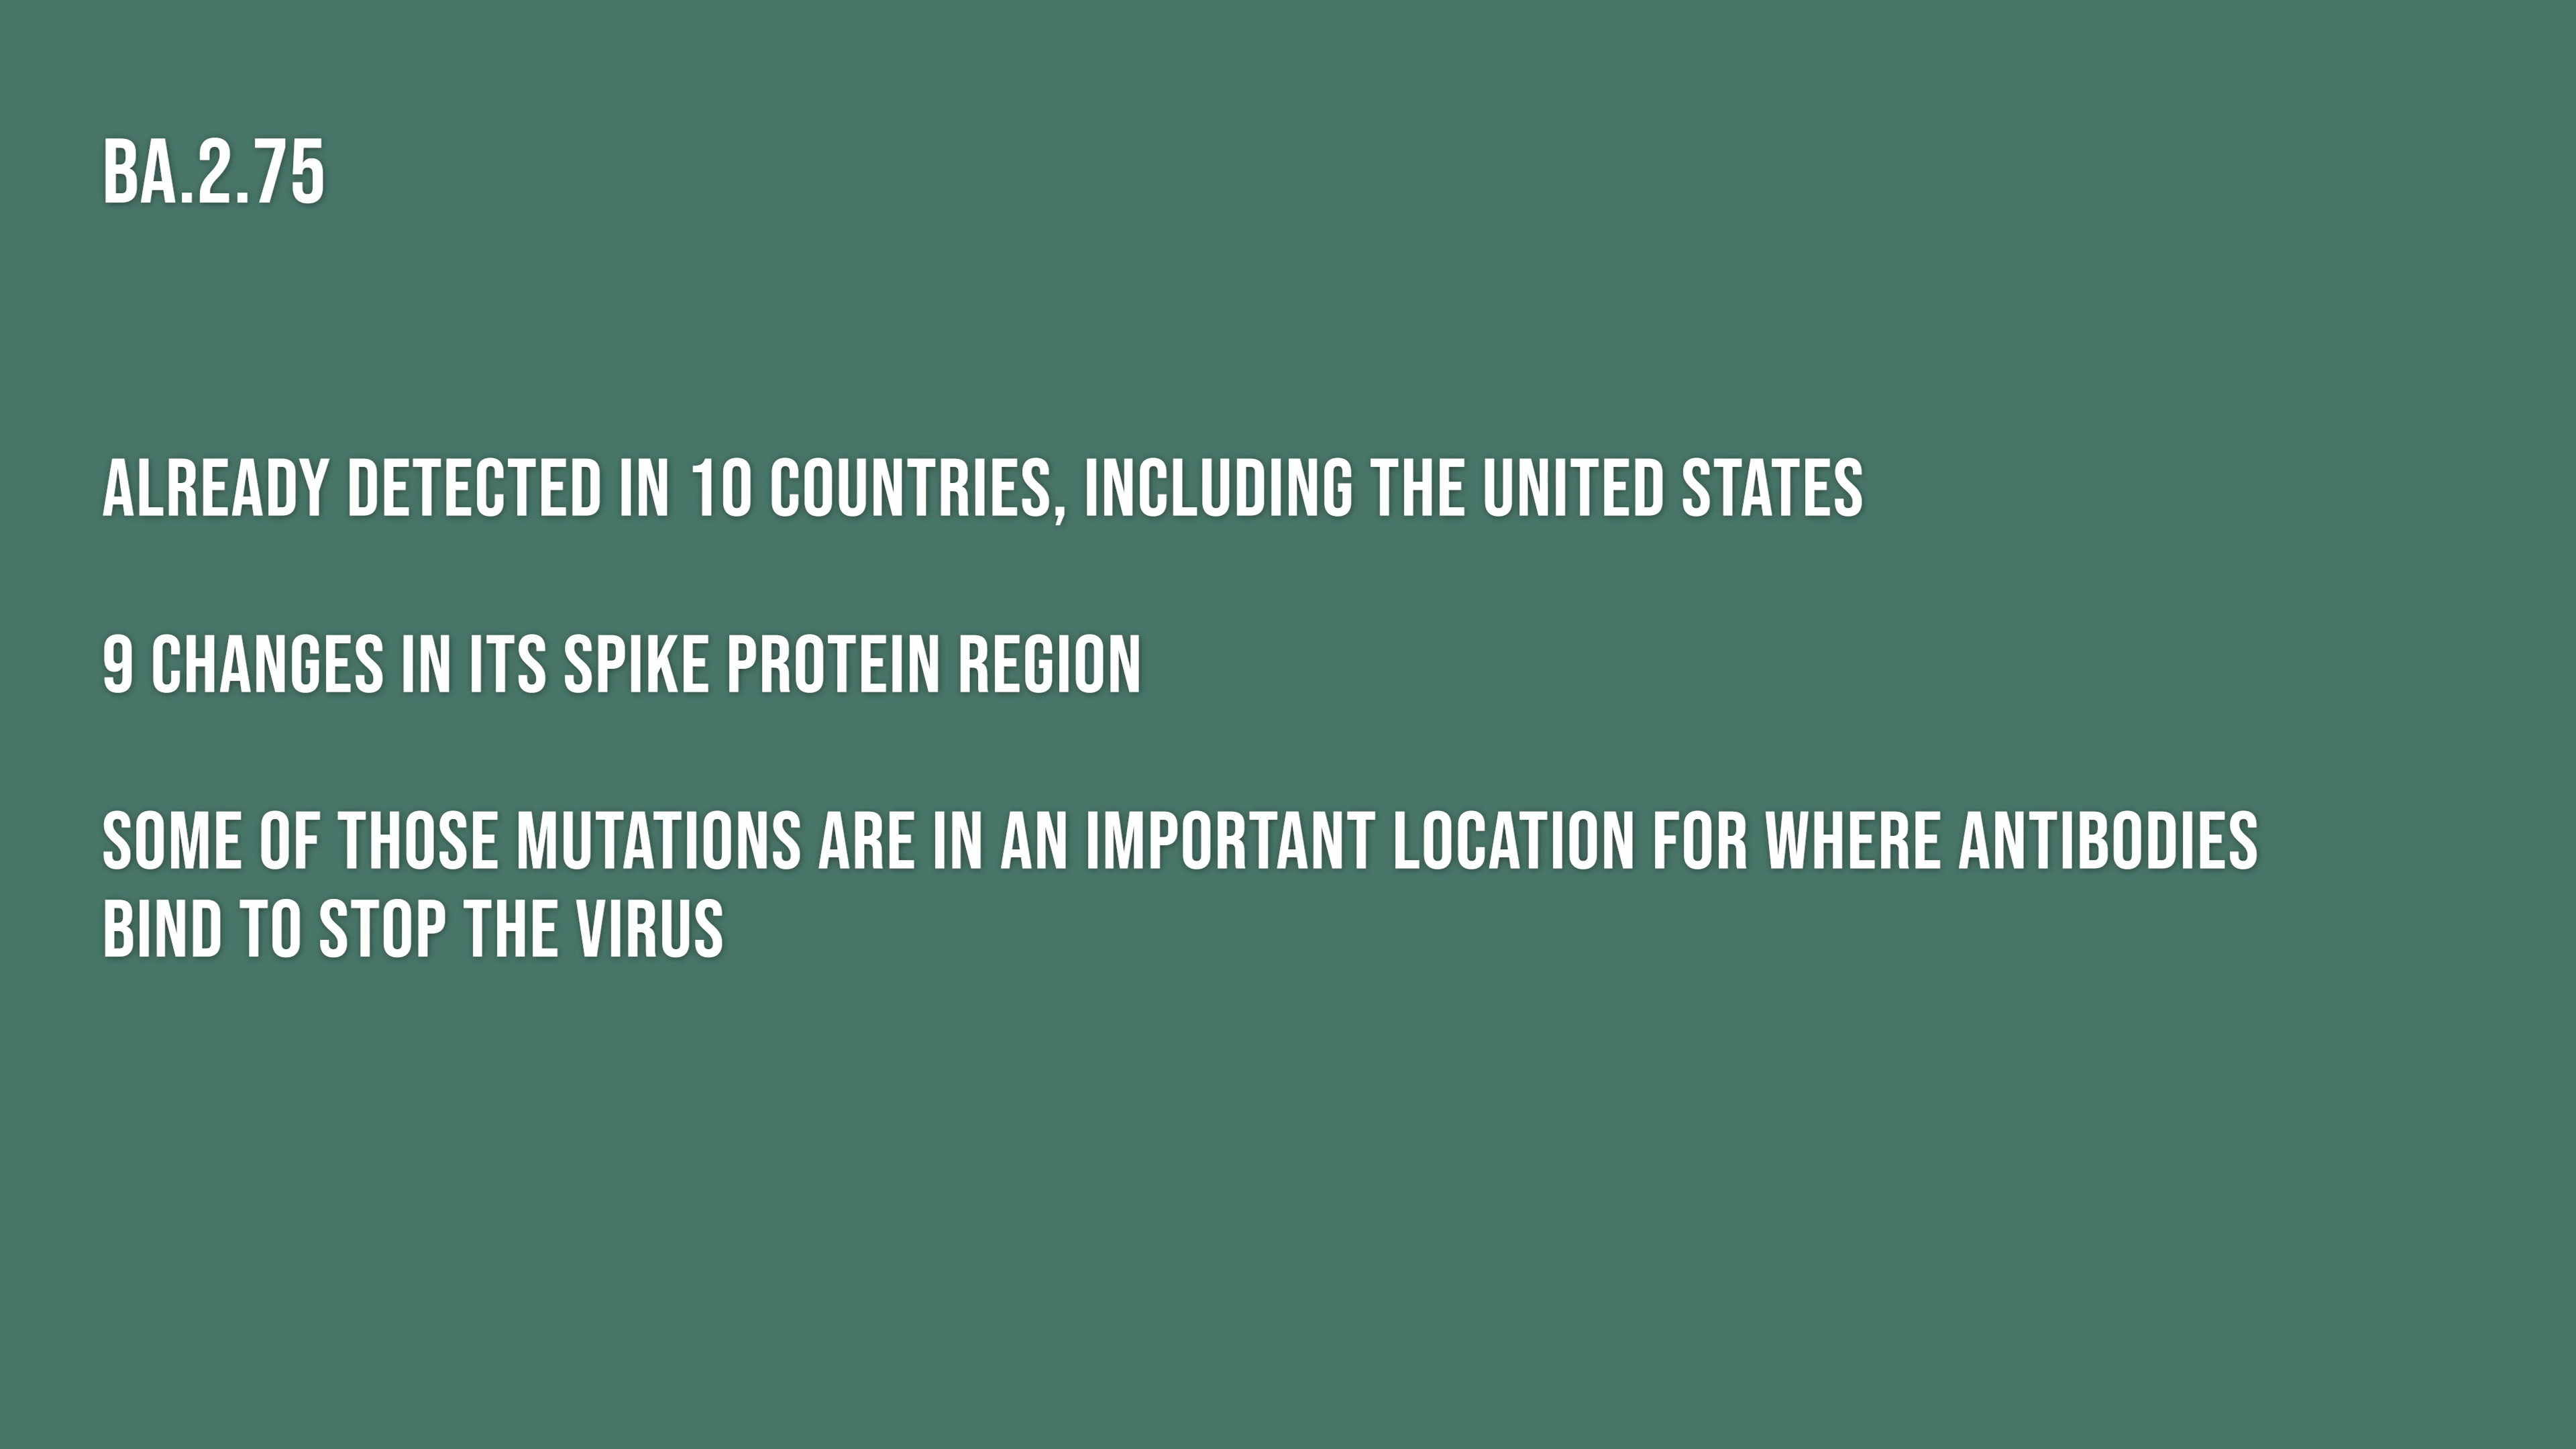 BA.2.75
ALREADY DETECTED IN 10 COUNTRIES, INCLUDING THE UNITED STATES
9 CHANGES IN ITS SPIKE PROTEIN REGION
SOME OF THOSE MUTATIONS ARE IN AN IMPORTANT LOCATION FOR WHERE ANTIBODIES
BIND TO STOP THE VIRUS